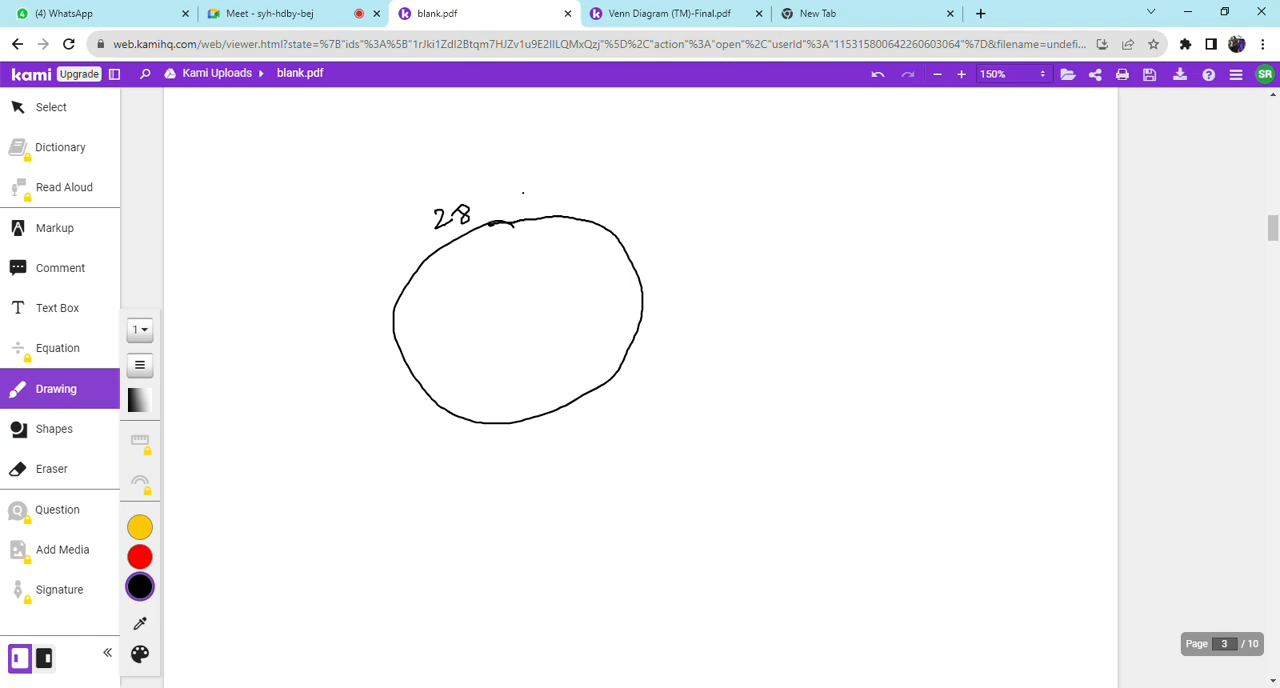 (4) WhatsApp
Meet - syh-hdby-bej
blank.pdf
Venn Diagram (TM)-Final.pdf
New Tab
web.kamihq.com/web/viewer.html?state=%7B"ids"%3A%5B"1rJki1ZdI2Btqm7HJZv1u9E2IILQMxQzj"%5D%2C"action"%3A"open"%2C"userId"%3A"115315800642260603064"%7D&filename=undefi...
kami Upgrade Kami Uploads blank.pdf 150% SR
Select
Dictionary
Read Aloud
Markup
Comment
Text Box
Equation
Drawing
Shapes
Eraser
Question
Add Media
Signature
1
28
Page 3 / 10